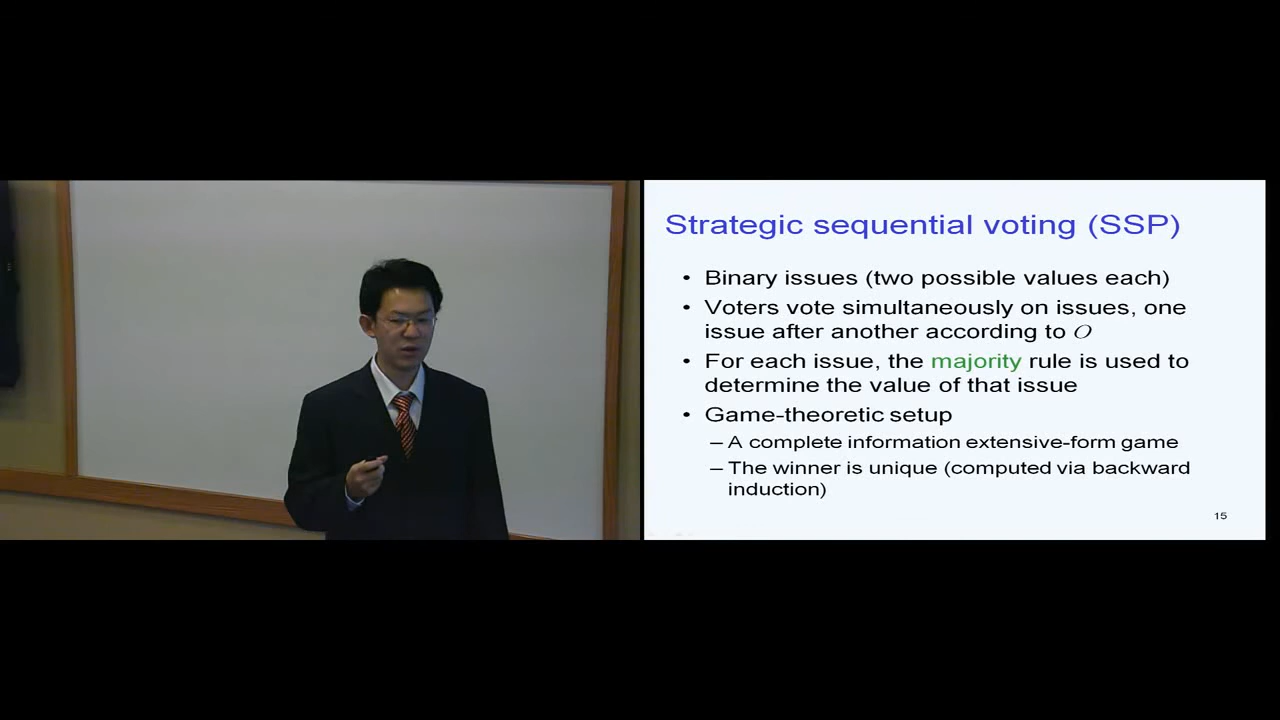 Strategic sequential voting (SSP)
• Binary issues (two possible values each)
• Voters vote simultaneously on issues, one
issue after another according to O
• For each issue, the majority rule is used to
determine the value of that issue
• Game-theoretic setup
– A complete information extensive-form game
– The winner is unique (computed via backward
induction)
15